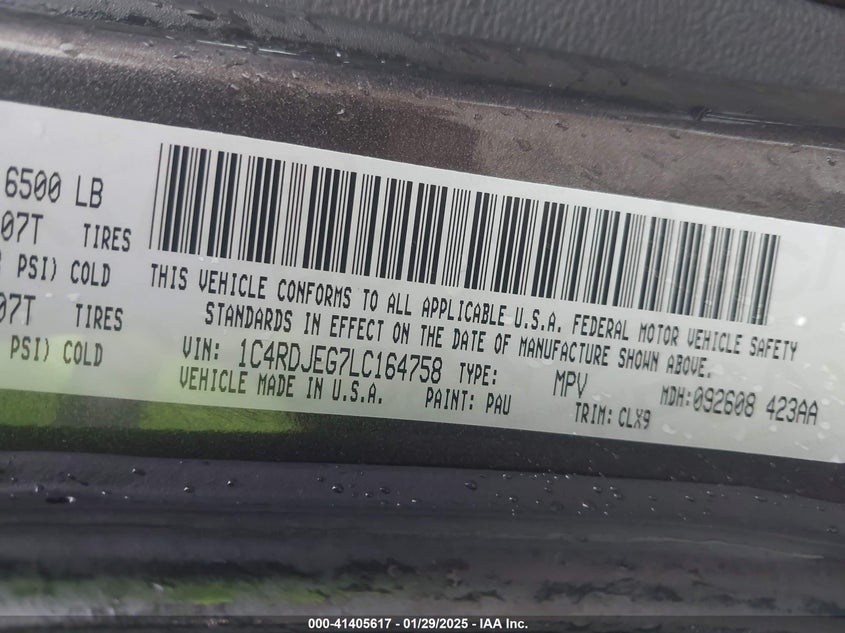 6500 LB
07T TIRES
PSI) COLD
07T TIRES
PSI) COLD
THIS VEHICLE CONFORMS TO ALL APPLICABLE U.S.A. FEDERAL MOTOR VEHICLE SAFETY
STANDARDS IN EFFECT ON THE DATE OF MANUFACTURE SHOWN ABOVE.
VIN: 1C4RDJEG7LC164758 TYPE: MPV MDH:092608 423AA
VEHICLE MADE IN U.S.A. PAINT: PAU TRIM: CLX9
000-41405617 - 01/29/2025 - IAA Inc.